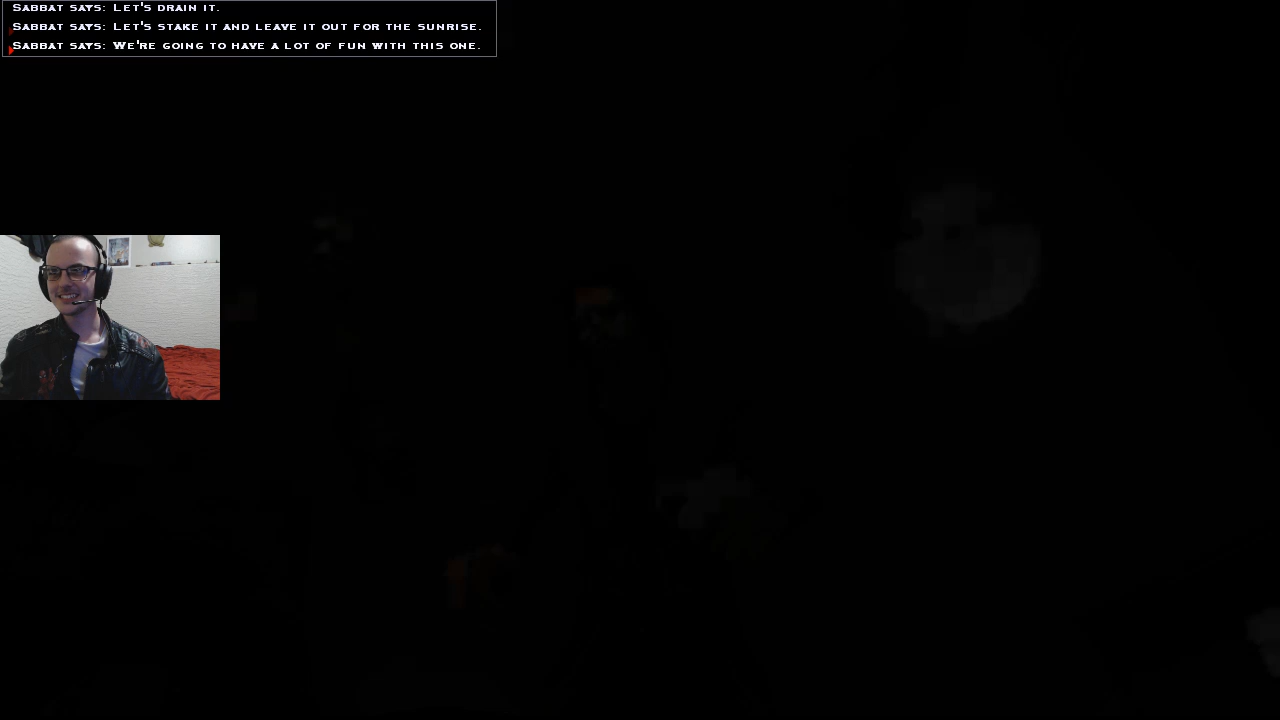 Sabbat says: Let's drain it.
Sabbat says: Let's stake it and leave it out for the sunrise.
Sabbat says: We're going to have a lot of fun with this one.